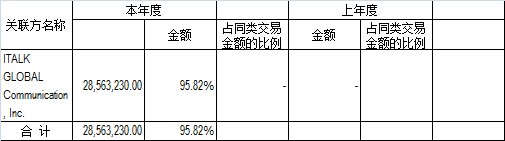 关联方名称 本年度 上年度
金额 占同类交易金额的比例 金额 占同类交易金额的比例
ITALK
GLOBAL
Communication
, Inc. 28,563,230.00 95.82% - -
合 计 28,563,230.00 95.82%